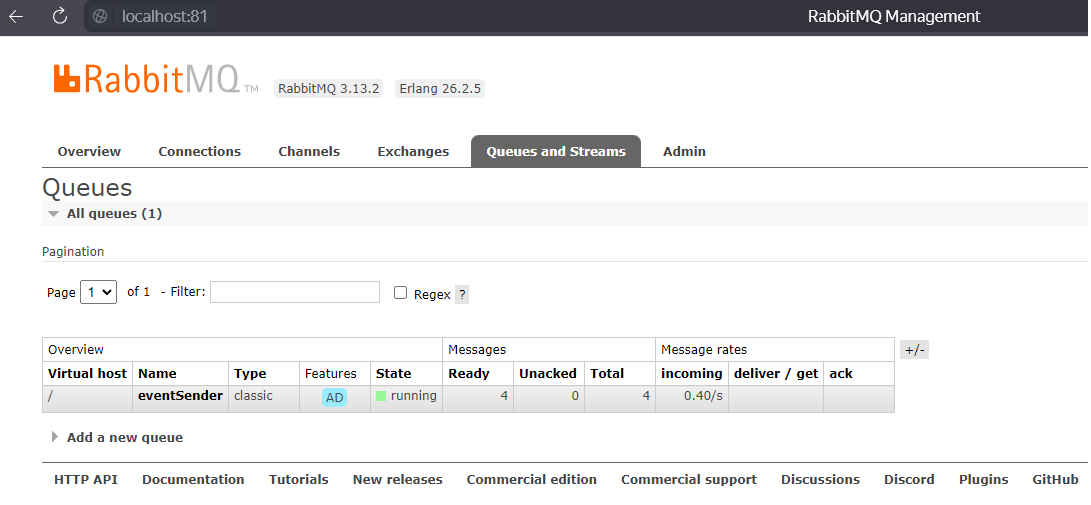 localhost:81 RabbitMQ Management
RabbitMQ TM RabbitMQ 3.13.2 Erlang 26.2.5
Overview Connections Channels Exchanges Queues and Streams Admin
Queues
All queues (1)
Pagination
Page 1 of 1 - Filter: Regex ?
Overview Messages Message rates +/-
Virtual host Name Type Features State Ready Unacked Total incoming deliver / get ack
/ eventSender classic AD running 4 0 4 0.40/s
Add a new queue
HTTP API Documentation Tutorials New releases Commercial edition Commercial support Discussions Discord Plugins GitHub